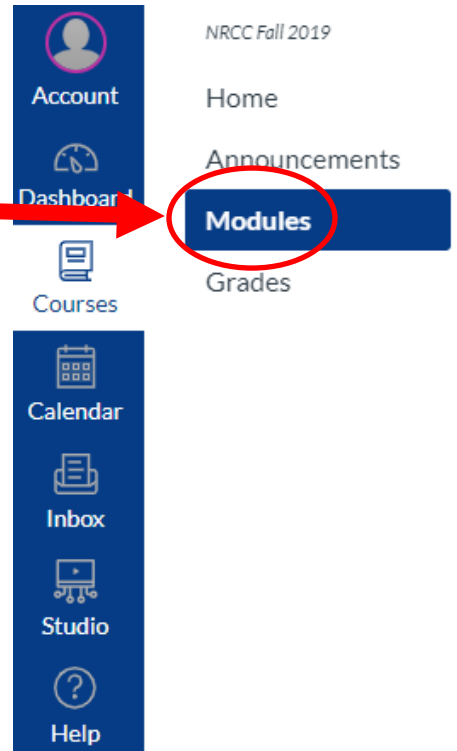 Account
Dashboard
Courses
Calendar
Inbox
Studio
Help
NRCC Fall 2019
Home
Announcements
Modules
Grades